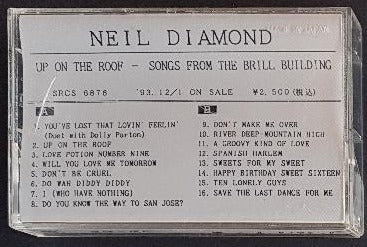 NEIL DIAMOND
UP ON THE ROOF - SONGS FROM THE BRILL BUILDING
SRCS 6876 '93.12/1 ON SALE ¥2,500(税込)
A
1. YOU'VE LOST THAT LOVIN' FEELIN'
(Duet with Dolly Parton)
2. UP ON THE ROOF
3. LOVE POTION NUMBER NINE
4. WILL YOU LOVE ME TOMORROW
5. DON'T BE CRUEL
6. DO WAH DIDDY DIDDY
7. I (WHO HAVE NOTHING)
8. DO YOU KNOW THE WAY TO SAN JOSE?
B
9. DON'T MAKE ME OVER
10. RIVER DEEP-MOUNTAIN HIGH
11. A GROOVY KIND OF LOVE
12. SPANISH HARLEM
13. SWEETS FOR MY SWEET
14. HAPPY BIRTHDAY SWEET SIXTEEN
15. TEN LONELY GUYS
16. SAVE THE LAST DANCE FOR ME